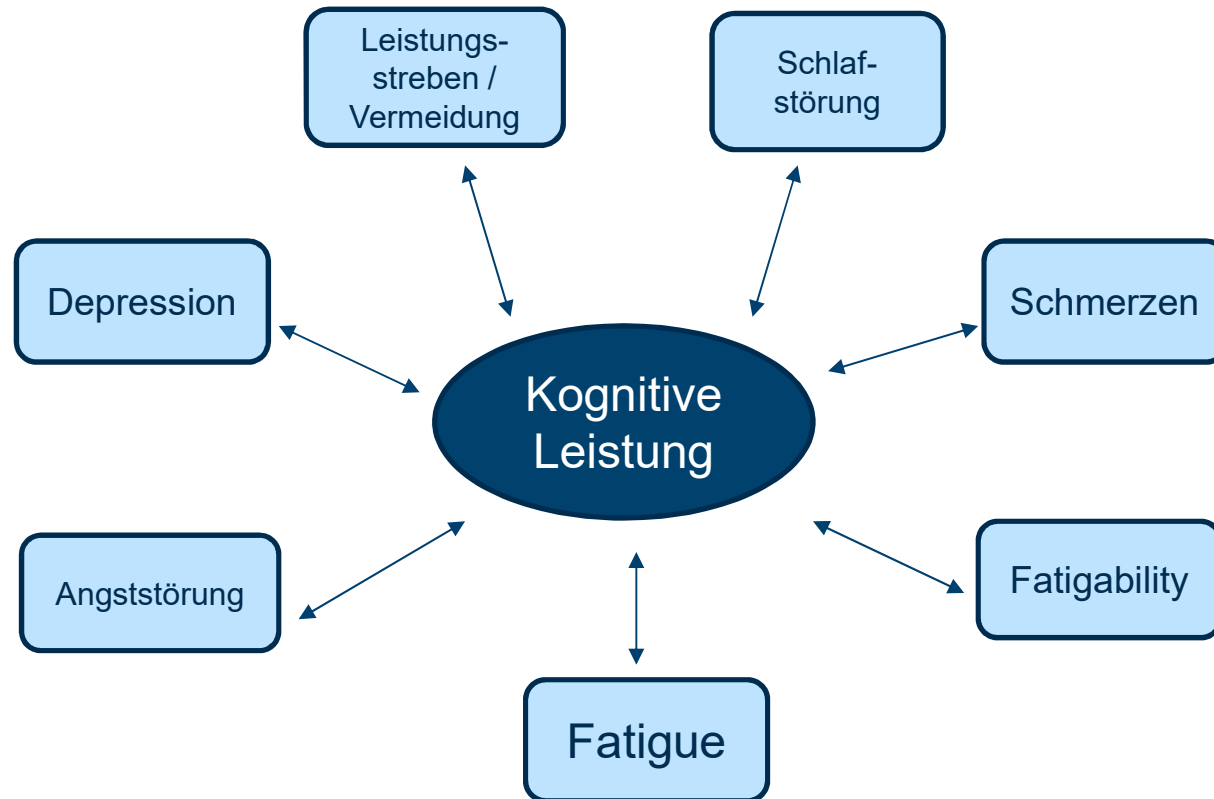 Leistungs-
streben /
Vermeidung
Schlaf-
störung
Depression
Schmerzen
Kognitive
Leistung
Angststörung
Fatigability
Fatigue